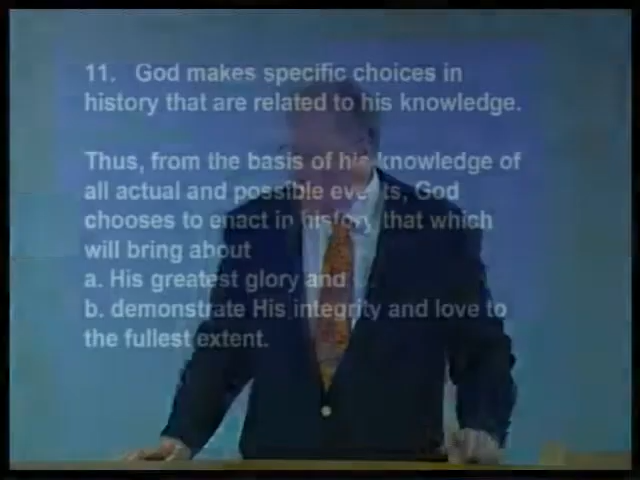 11. God makes specific choices in
history that are related to his knowledge.
Thus, from the basis of his knowledge of
all actual and possible events, God
chooses to enact in history that which
will bring about
a. His greatest glory and
b. demonstrate His integrity and love to
the fullest extent.